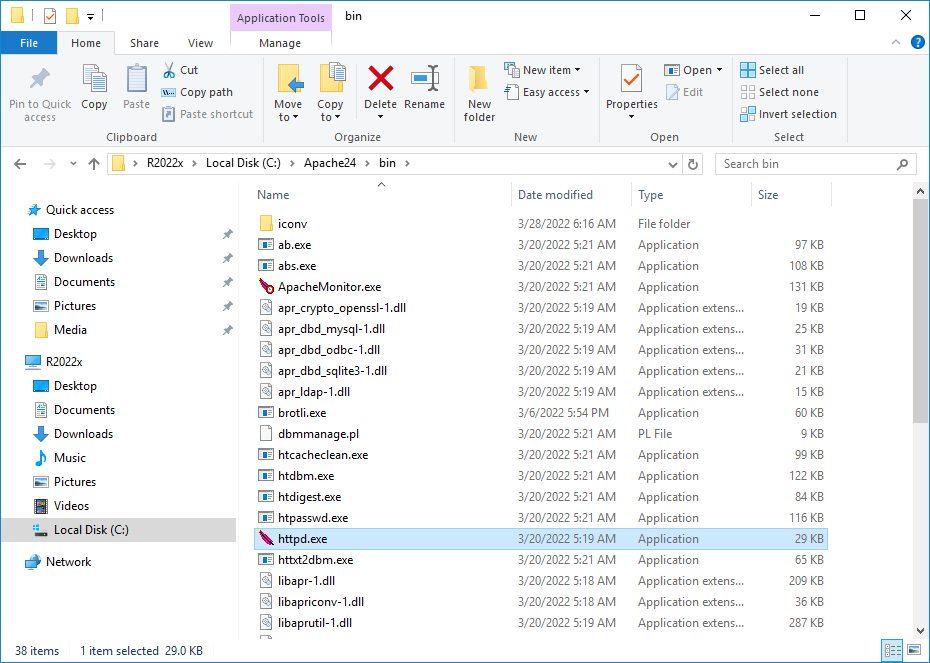 Application Tools bin
File Home Share View Manage
Pin to Quick access
Copy
Paste
Cut
Copy path
Paste shortcut
Clipboard
Move to
Copy to
Delete
Rename
Organize
New folder
New item
Easy access
New
Properties
Open
Edit
Open
Select all
Select none
Invert selection
Select
R2022x Local Disk (C:) Apache24 bin
Search bin
Quick access
Desktop
Downloads
Documents
Pictures
Media
R2022x
Desktop
Documents
Downloads
Music
Pictures
Videos
Local Disk (C:)
Network
Name Date modified Type Size
iconv 3/28/2022 6:16 AM File folder
ab.exe 3/20/2022 5:21 AM Application 97 KB
abs.exe 3/20/2022 5:21 AM Application 108 KB
ApacheMonitor.exe 3/20/2022 5:21 AM Application 131 KB
apr_crypto_openssl-1.dll 3/20/2022 5:19 AM Application extens... 19 KB
apr_dbd_mysql-1.dll 3/20/2022 5:19 AM Application extens... 25 KB
apr_dbd_odbc-1.dll 3/20/2022 5:19 AM Application extens... 31 KB
apr_dbd_sqlite3-1.dll 3/20/2022 5:19 AM Application extens... 21 KB
apr_ldap-1.dll 3/20/2022 5:19 AM Application extens... 15 KB
brotli.exe 3/6/2022 5:54 PM Application 60 KB
dbmmanage.pl 3/20/2022 5:21 AM PL File 9 KB
htcacheclean.exe 3/20/2022 5:21 AM Application 99 KB
htdbm.exe 3/20/2022 5:21 AM Application 122 KB
htdigest.exe 3/20/2022 5:21 AM Application 84 KB
htpasswd.exe 3/20/2022 5:21 AM Application 116 KB
httpd.exe 3/20/2022 5:19 AM Application 29 KB
httxt2dbm.exe 3/20/2022 5:21 AM Application 65 KB
libapr-1.dll 3/20/2022 5:18 AM Application extens... 209 KB
libapriconv-1.dll 3/20/2022 5:18 AM Application extens... 36 KB
libaprutil-1.dll 3/20/2022 5:19 AM Application extens... 287 KB
38 items 1 item selected 29.0 KB